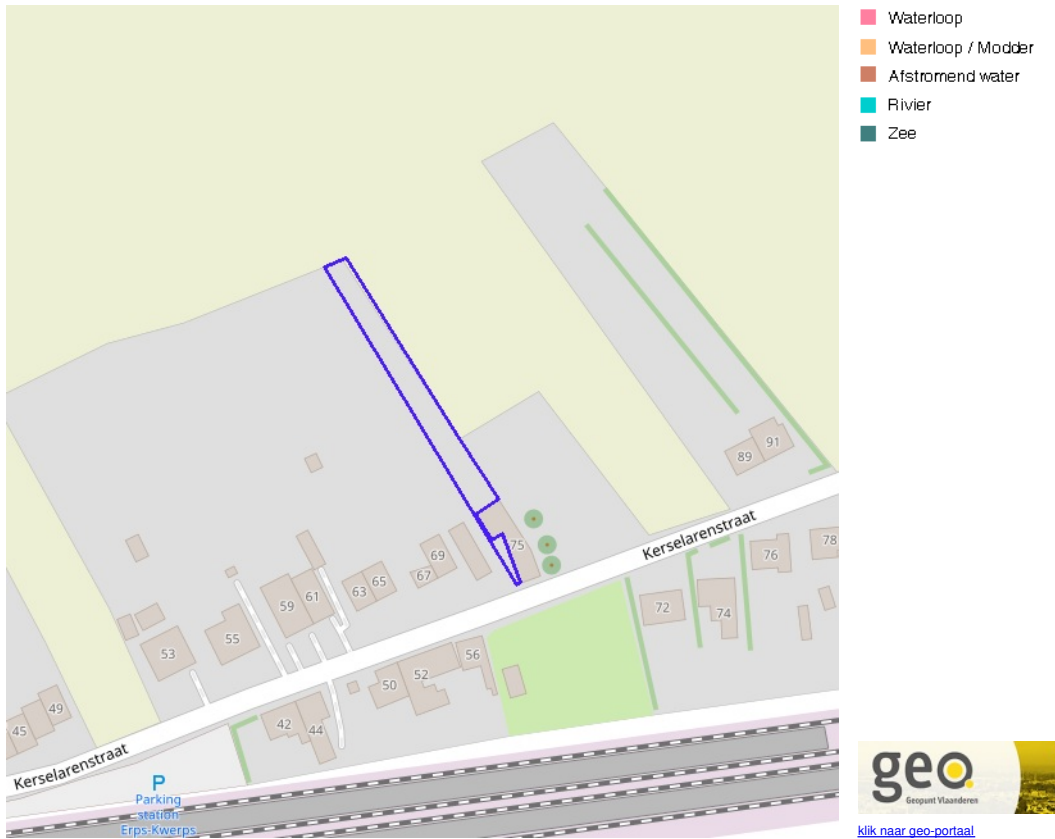 Waterloop
Waterloop / Modder
Afstromend water
Rivier
Zee
91
89
Kerselarenstraat
75
76
78
69
67
65
63
61
59
55
53
72
74
56
52
50
49
45
42
44
Kerselarenstraat
P
Parking
station
Erps-Kwerps
geo
Geopunt Vlaanderen
klik naar geo-portaal